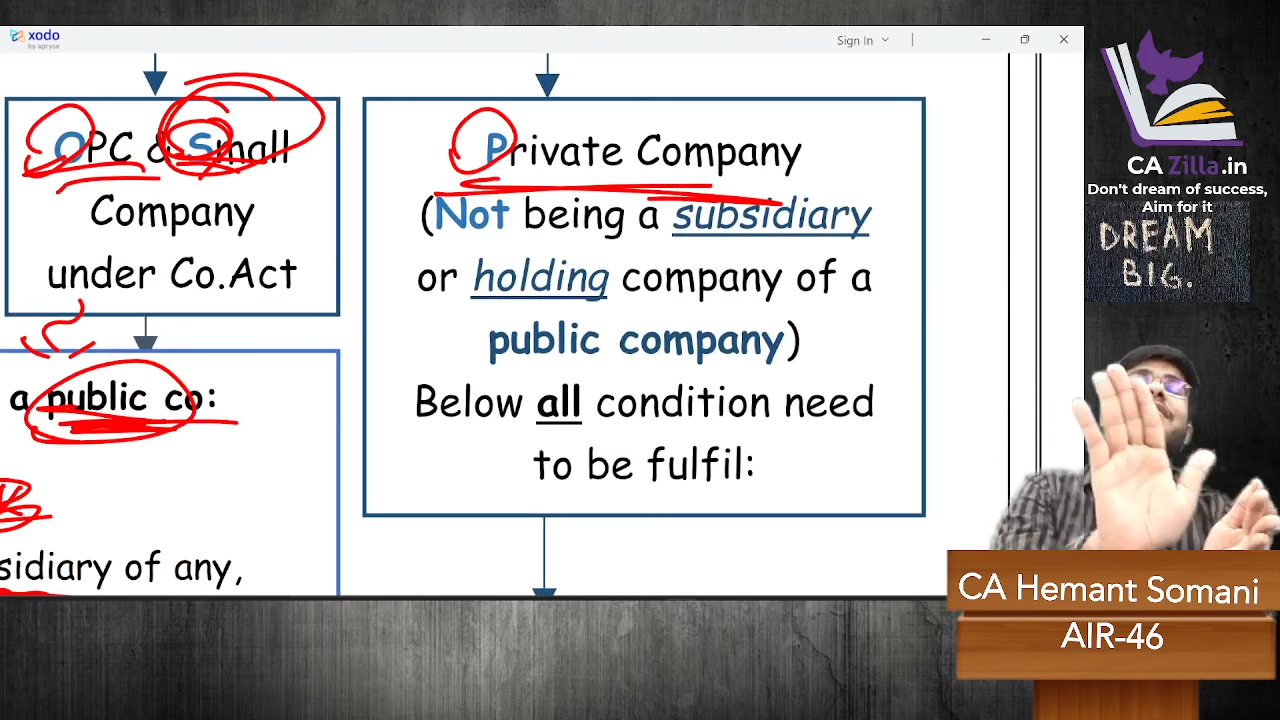 xodo
by apryse
Sign In
OPC & Small
Company
under Co.Act
a public co:
sidiary of any,
Private Company
(Not being a subsidiary
or holding company of a
public company)
Below all condition need
to be fulfil:
CA Zilla.in
Don't dream of success,
Aim for it
DREAM
BIG.
CA Hemant Somani
AIR-46